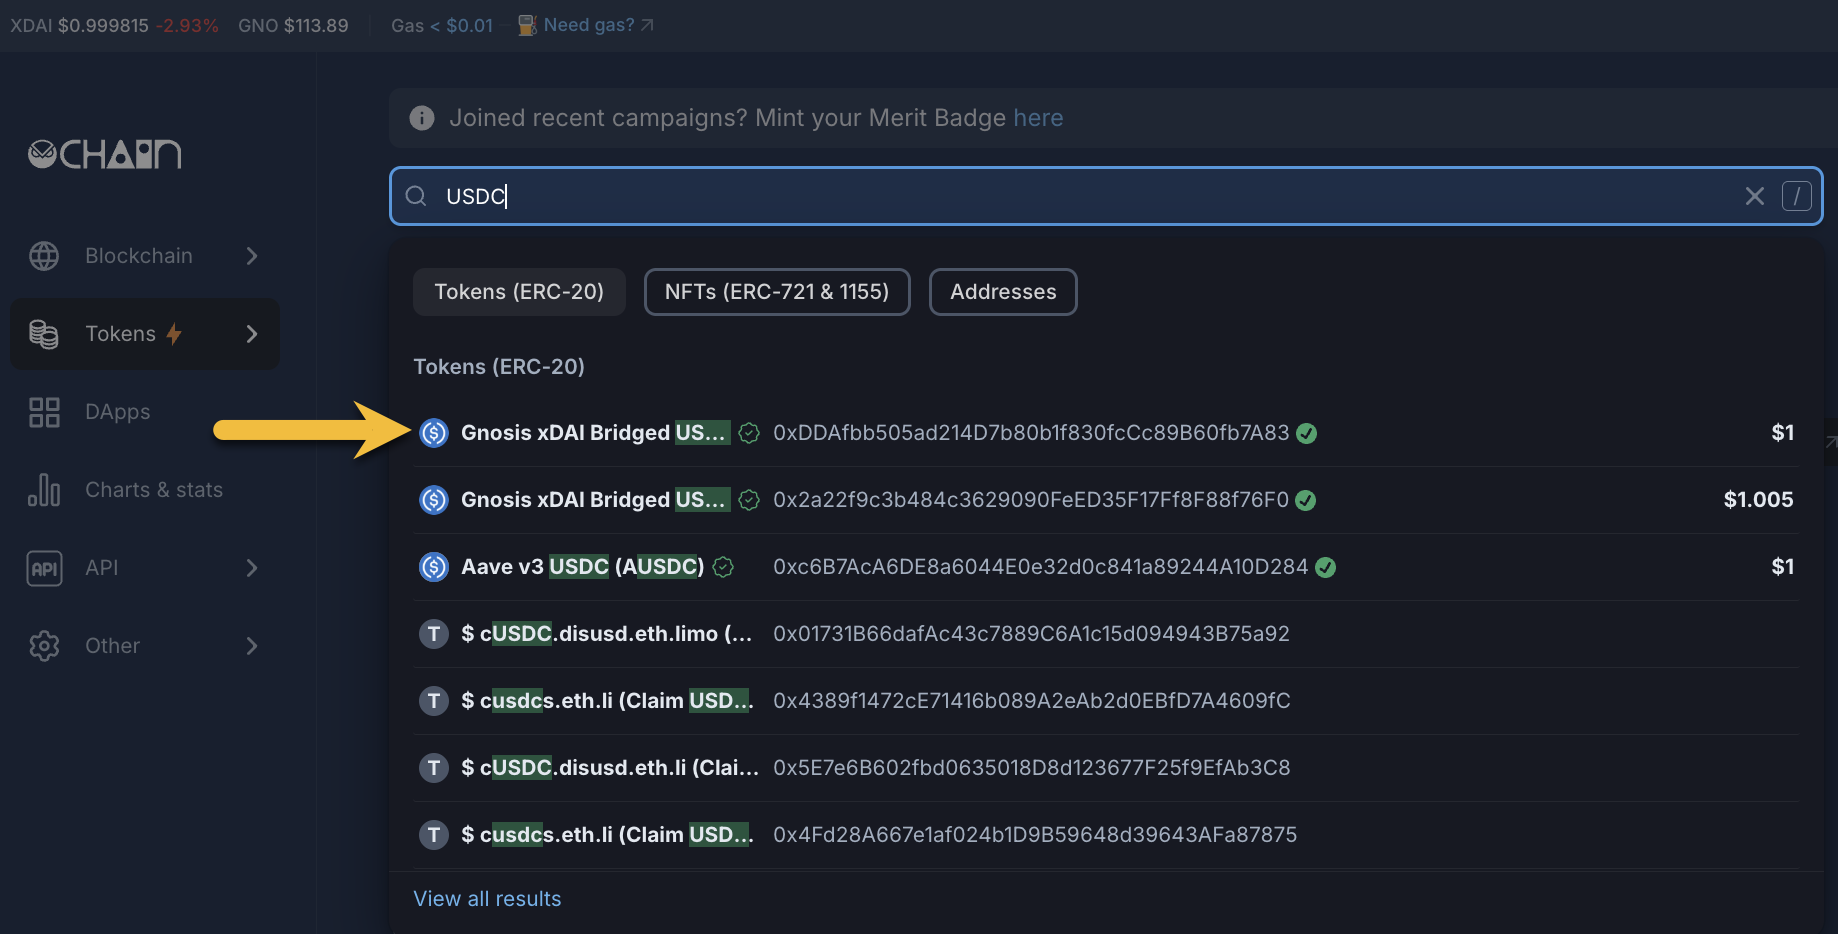 XDAI $0.999815 -2.93% GNO $113.89 Gas < $0.01 Need gas?
Joined recent campaigns? Mint your Merit Badge here
CHAIN
USDC /
Blockchain
Tokens
DApps
Charts & stats
API API
Other
Tokens (ERC-20) NFTs (ERC-721 & 1155) Addresses
Tokens (ERC-20)
Gnosis xDAI Bridged US... 0xDDAfbb505ad214D7b80b1f830fcCc89B60fb7A83 $1
Gnosis xDAI Bridged US... 0x2a22f9c3b484c3629090FeED35F17Ff8F88f76F0 $1.005
Aave v3 USDC (AUSDC) 0xc6B7AcA6DE8a6044E0e32d0c841a89244A10D284 $1
T $ cUSDC.disusd.eth.limo (... 0x01731B66dafAc43c7889C6A1c15d094943B75a92
T $ cusdcs.eth.li (Claim USD... 0x4389f1472cE71416b089A2eAb2d0EBfD7A4609fC
T $ cUSDC.disusd.eth.li (Clai... 0x5E7e6B602fbd0635018D8d123677F25f9EfAb3C8
T $ cusdcs.eth.li (Claim USD... 0x4Fd28A667e1af024b1D9B59648d39643AFa87875
View all results